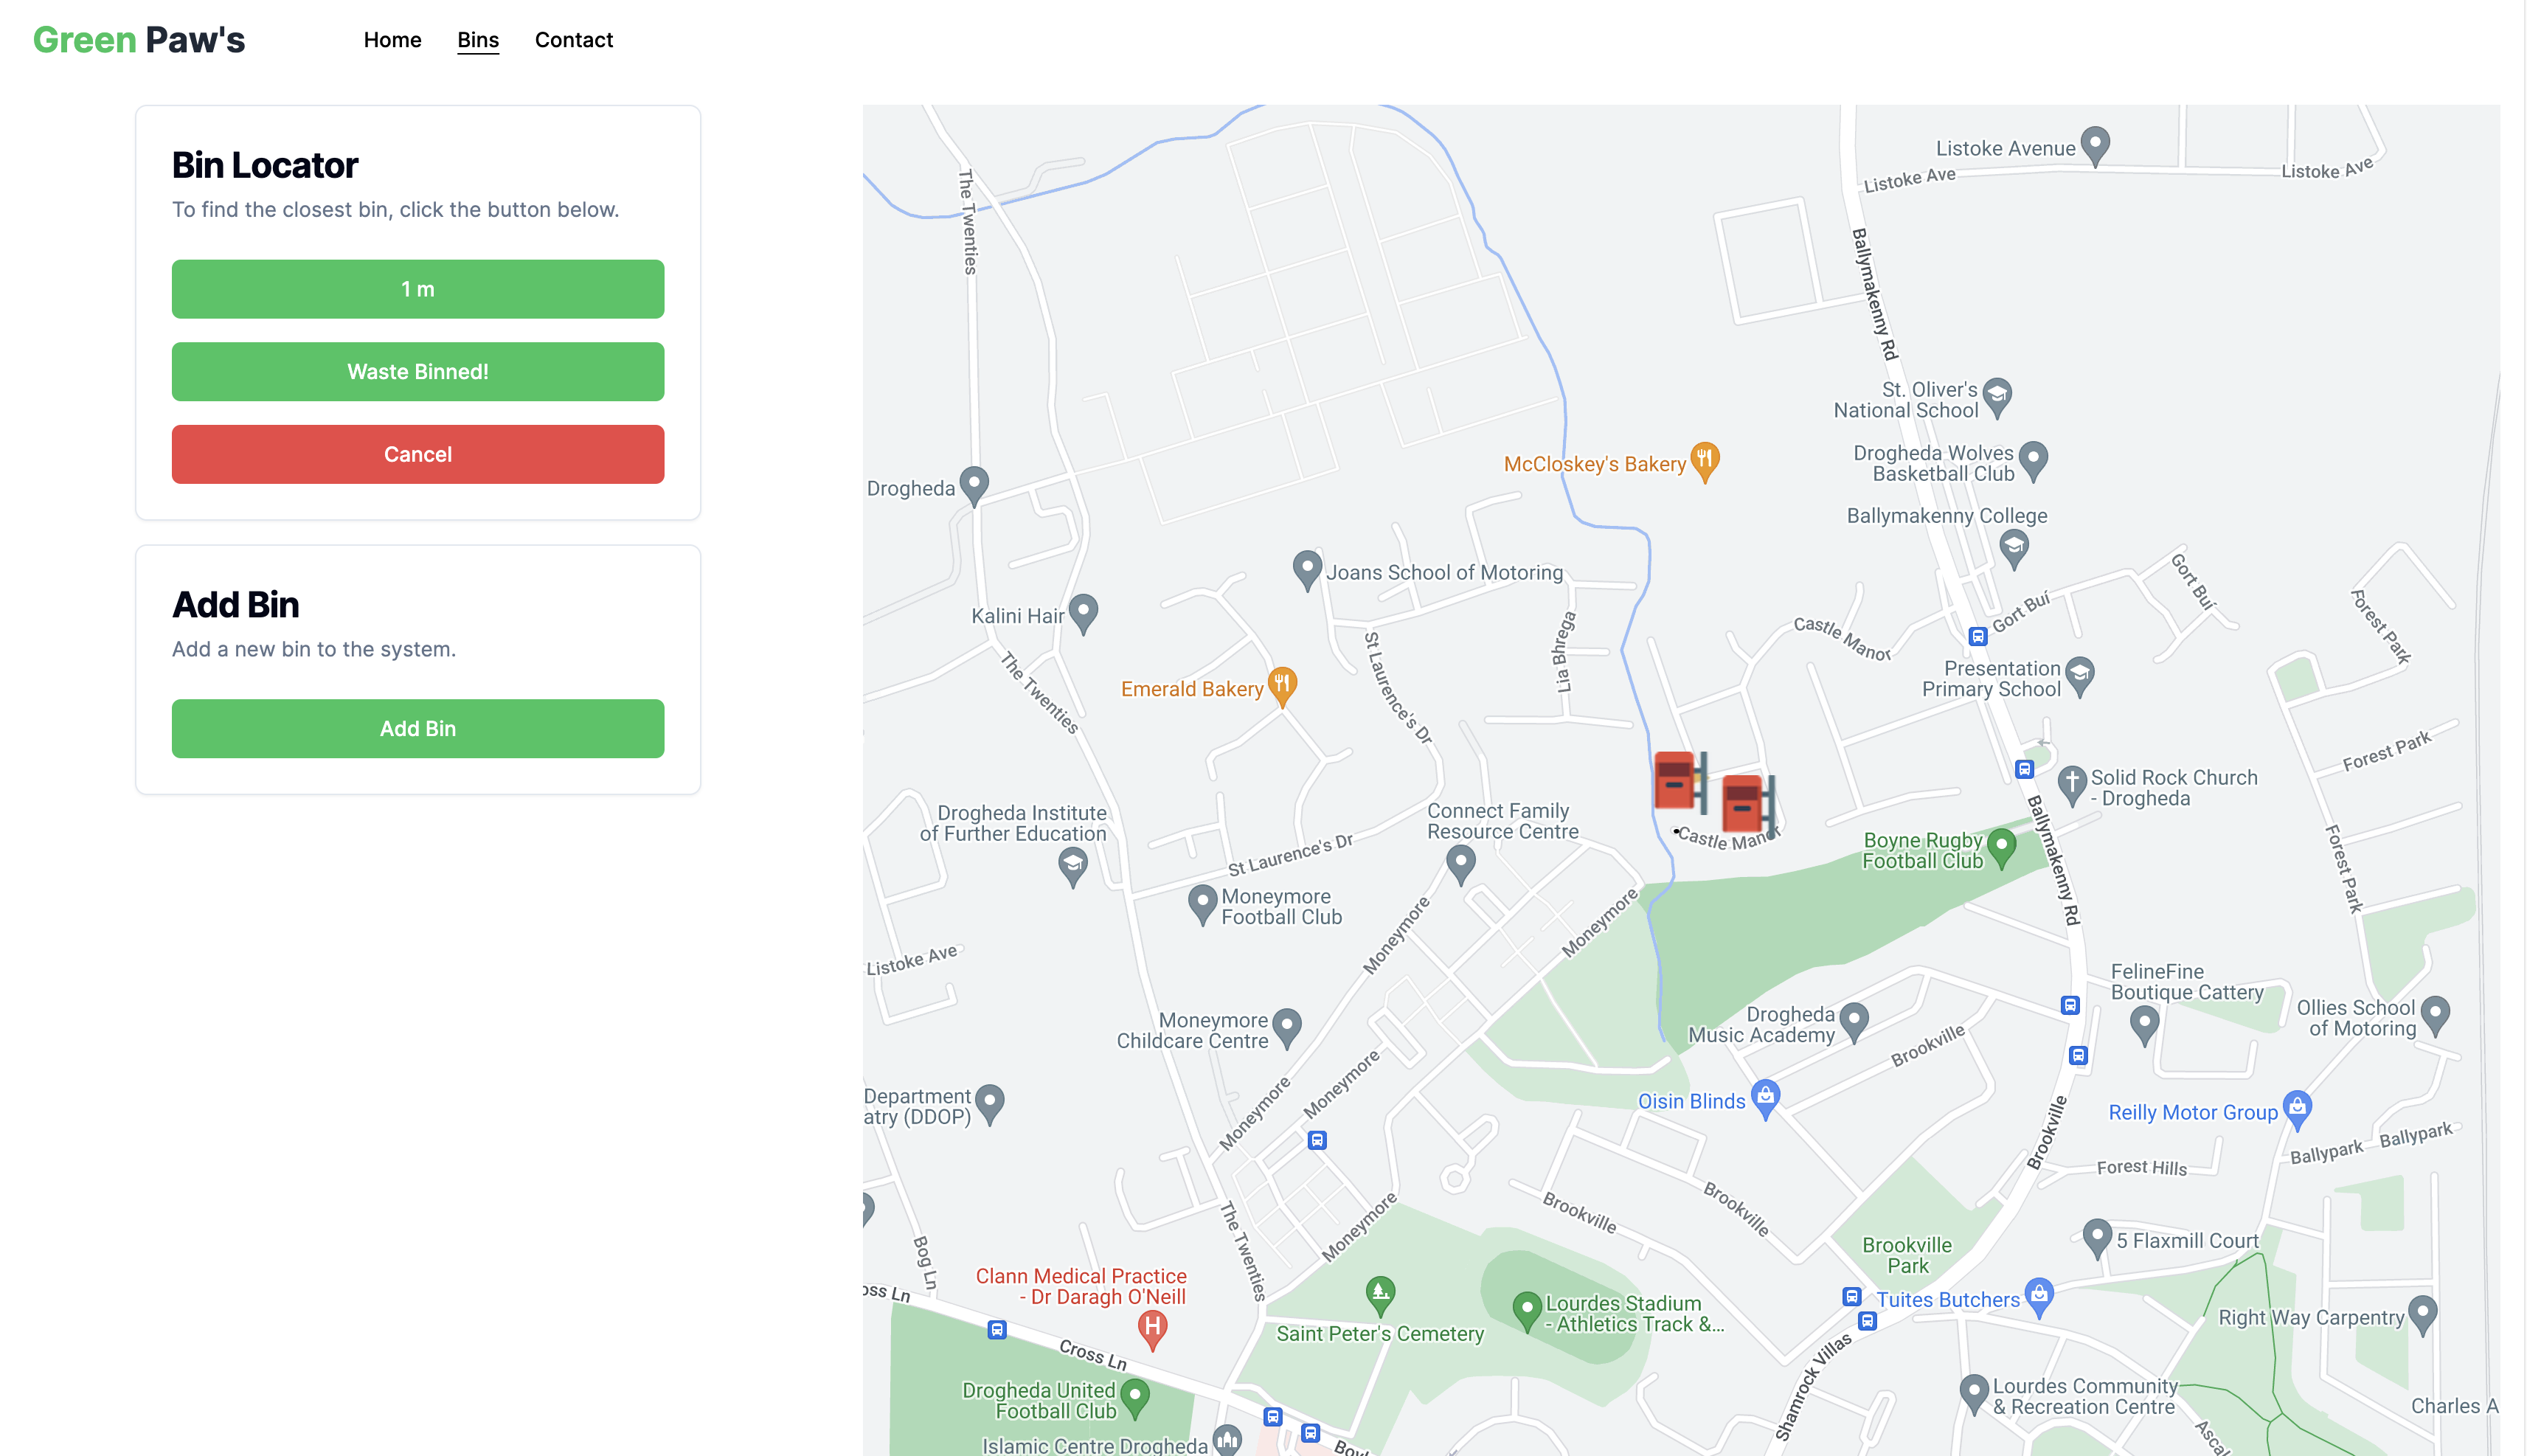 Green Paw's
Home
Bins
Contact
Bin Locator
To find the closest bin, click the button below.
1 m
Waste Binned!
Cancel
Add Bin
Add a new bin to the system.
Add Bin
Listoke Avenue
Listoke Ave
Listoke Ave
The Twenties
Ballymakenny Rd
St. Oliver's
National School
McCloskey's Bakery
Drogheda Wolves
Basketball Club
Drogheda
Ballymakenny College
Joans School of Motoring
Gort Buí
Gort Buí
Forest Park
Kalini Hair
Castle Manor
Lia Bhrega
St Laurence's Dr
The Twenties
Presentation
Primary School
Emerald Bakery
Forest Park
Solid Rock Church
- Drogheda
Drogheda Institute
of Further Education
Connect Family
Resource Centre
Castle Manor
Ballymakenny Rd
Boyne Rugby
Football Club
St Laurence's Dr
Forest Park
Moneymore
Football Club
Moneymore
Moneymore
Listoke Ave
FelineFine
Boutique Cattery
Ollies School
of Motoring
Moneymore
Childcare Centre
Drogheda
Music Academy
Brookville
Moneymore
Moneymore
Department
atry (DDOP)
Oisin Blinds
Reilly Motor Group
Brookville
Ballypark
Ballypark
Forest Hills
Brookville
Brookville
Moneymore
The Twenties
Bog Ln
Brookville
Park
5 Flaxmill Court
Clann Medical Practice
- Dr Daragh O'Neill
oss Ln
Tuites Butchers
Lourdes Stadium
- Athletics Track &...
Saint Peter's Cemetery
Right Way Carpentry
Cross Ln
Shamrock Villas
Drogheda United
Football Club
Lourdes Community
& Recreation Centre
Charles A
Islamic Centre Drogheda
Boy
Ascal